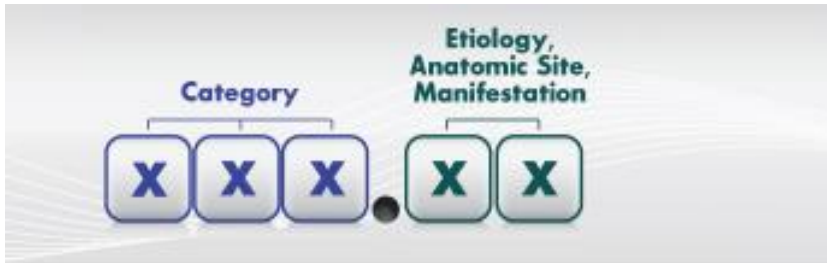 Etiology,
Anatomic Site,
Category
Manifestation
X X X . X X